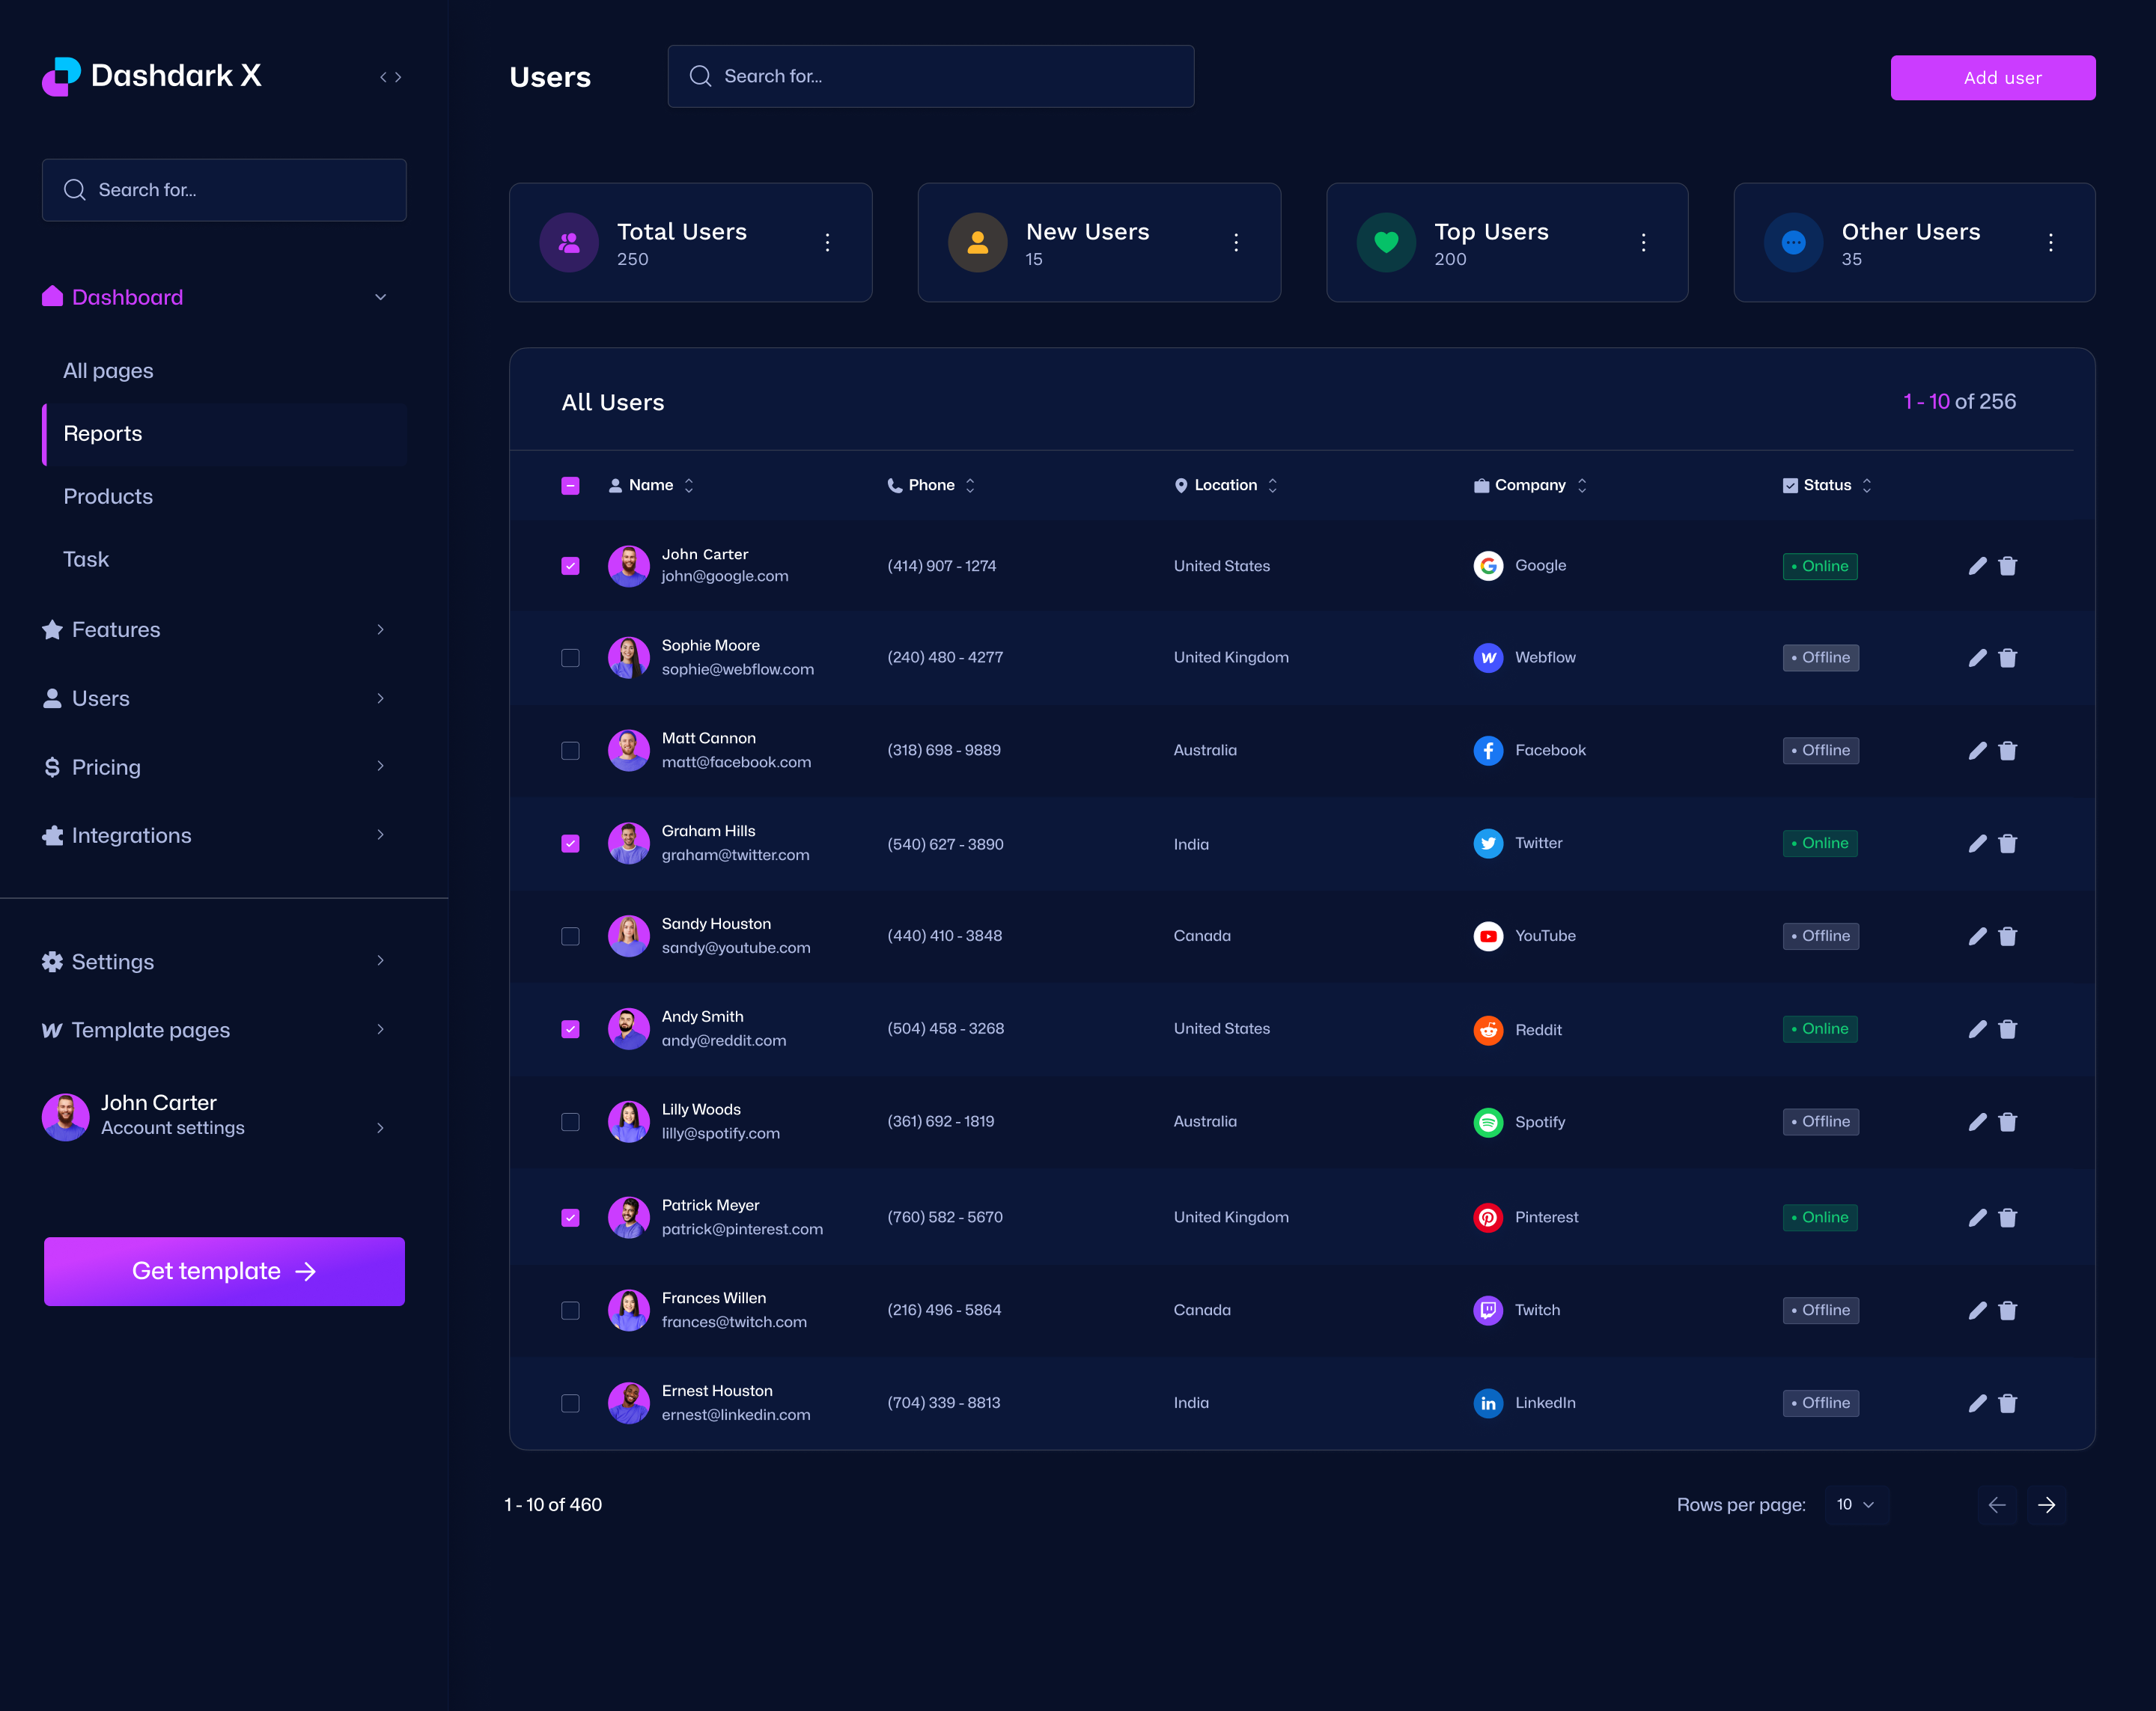 Dashdark X
Search for...
Dashboard
All pages
Reports
Products
Task
Features
Users
Pricing
Integrations
Settings
Template pages
John Carter
Account settings
Get template
Users
Search for...
Add user
Total Users
250
New Users
15
Top Users
200
Other Users
35
All Users
1 - 10 of 256
Name Phone Location Company Status
John Carter
john@google.com
(414) 907 - 1274
United States
Google
Online
Sophie Moore
sophie@webflow.com
(240) 480 - 4277
United Kingdom
Webflow
Offline
Matt Cannon
matt@facebook.com
(318) 698 - 9889
Australia
Facebook
Offline
Graham Hills
graham@twitter.com
(540) 627 - 3890
India
Twitter
Online
Sandy Houston
sandy@youtube.com
(440) 410 - 3848
Canada
YouTube
Offline
Andy Smith
andy@reddit.com
(504) 458 - 3268
United States
Reddit
Online
Lilly Woods
lilly@spotify.com
(361) 692 - 1819
Australia
Spotify
Offline
Patrick Meyer
patrick@pinterest.com
(760) 582 - 5670
United Kingdom
Pinterest
Online
Frances Willen
frances@twitch.com
(216) 496 - 5864
Canada
Twitch
Offline
Ernest Houston
ernest@linkedin.com
(704) 339 - 8813
India
LinkedIn
Offline
1 - 10 of 460
Rows per page: 10